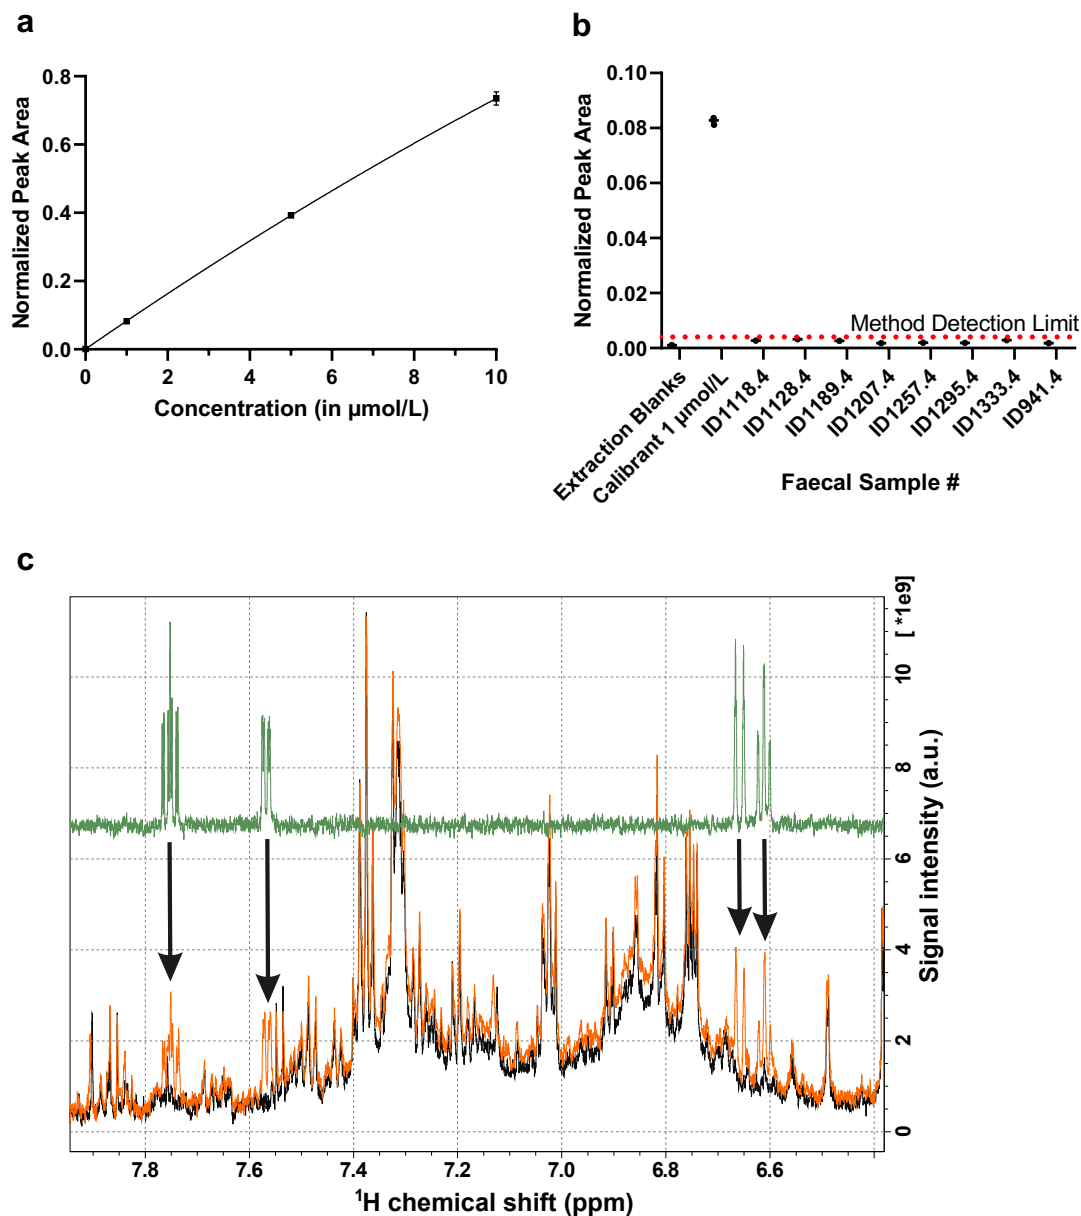 a
0.8
0.6
0.4
0.2
0.0
Normalized Peak Area
0 2 4 6 8 10
Concentration (in µmol/L)
b
0.10
0.08
0.06
0.04
0.02
0.00
Normalized Peak Area
Method Detection Limit
Extraction Blanks
Calibrant 1 µmol/L
ID1118.4
ID1128.4
ID1189.4
ID1207.4
ID1257.4
ID1295.4
ID1333.4
ID941.4
Faecal Sample #
c
[ *1e9]
10
8
6
4
2
0
Signal intensity (a.u.)
7.8 7.6 7.4 7.2 7.0 6.8 6.6
¹H chemical shift (ppm)